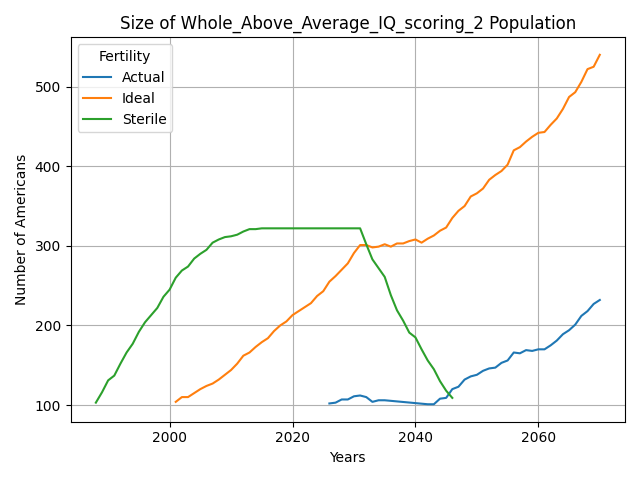 Size of Whole_Above_Average_IQ_scoring_2 Population
Fertility
Actual
Ideal
Sterile
Number of Americans
500
400
300
200
100
2000
2020
2040
2060
Years